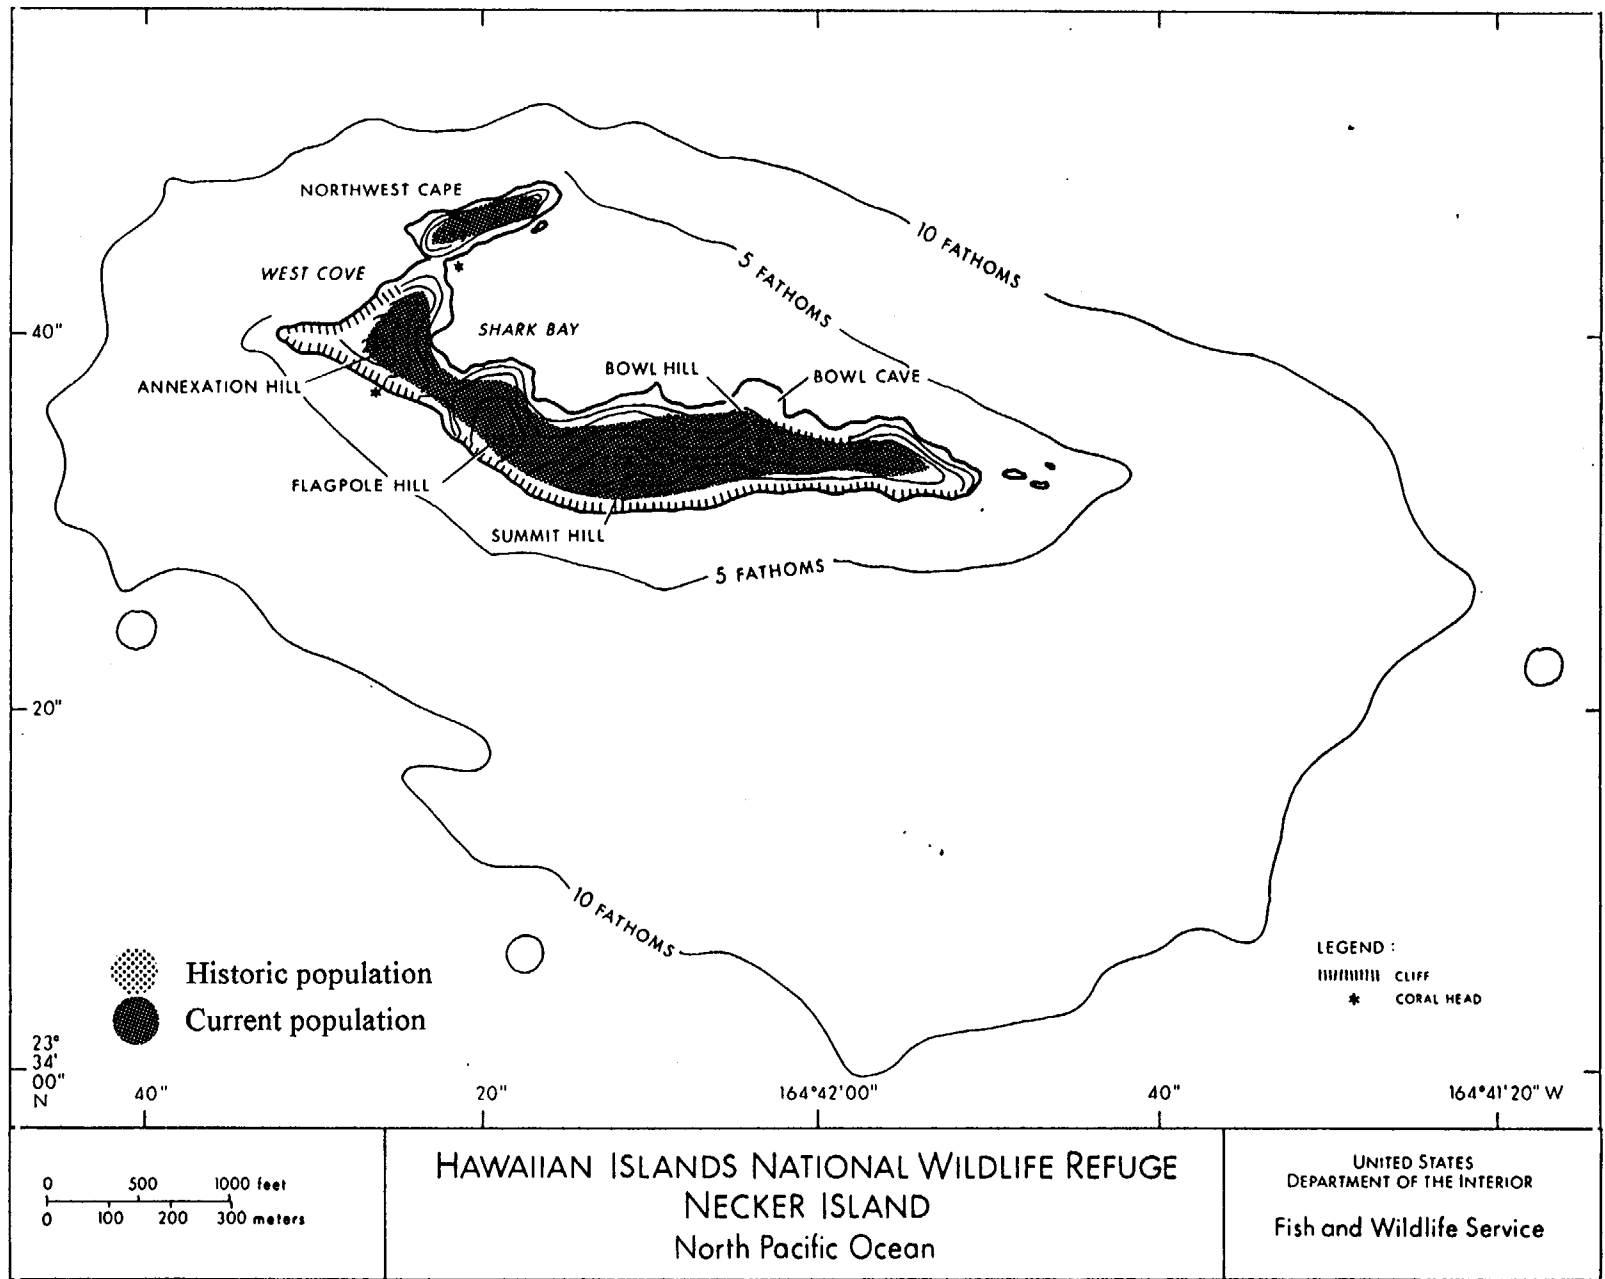 NORTHWEST CAPE
10 FATHOMS
5 FATHOMS
WEST COVE
40"
SHARK BAY
BOWL HILL
BOWL CAVE
ANNEXATION HILL
FLAGPOLE HILL
SUMMIT HILL
5 FATHOMS
20"
10 FATHOMS
Historic population
Current population
LEGEND :
CLIFF
* CORAL HEAD
23°
34'
00"
N
40" 20" 164°42'00" 40" 164°41'20" W
0 500 1000 feet
0 100 200 300 meters
HAWAIIAN ISLANDS NATIONAL WILDLIFE REFUGE
NECKER ISLAND
North Pacific Ocean
UNITED STATES
DEPARTMENT OF THE INTERIOR
Fish and Wildlife Service